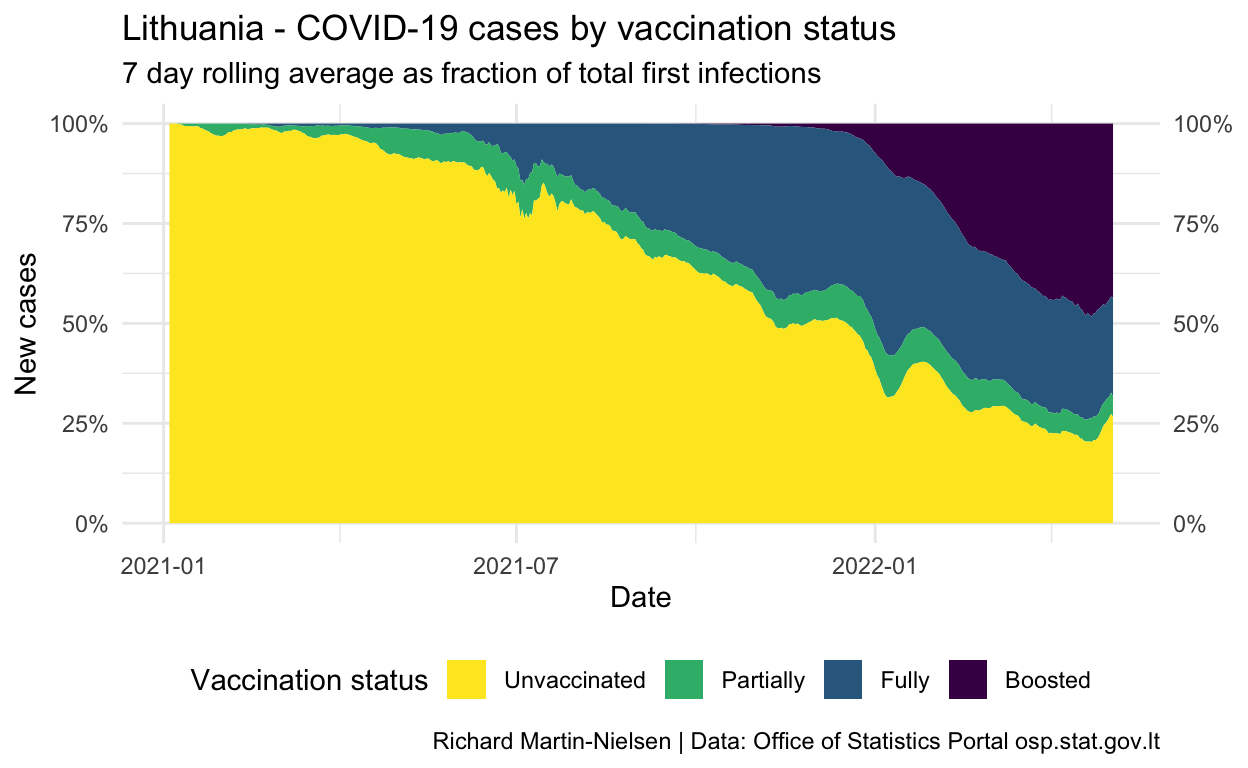 Lithuania - COVID-19 cases by vaccination status
7 day rolling average as fraction of total first infections
100%
75%
50%
25%
0%
New cases
100%
75%
50%
25%
0%
2021-01 2021-07 2022-01
Date
Vaccination status Unvaccinated Partially Fully Boosted
Richard Martin-Nielsen | Data: Office of Statistics Portal osp.stat.gov.lt